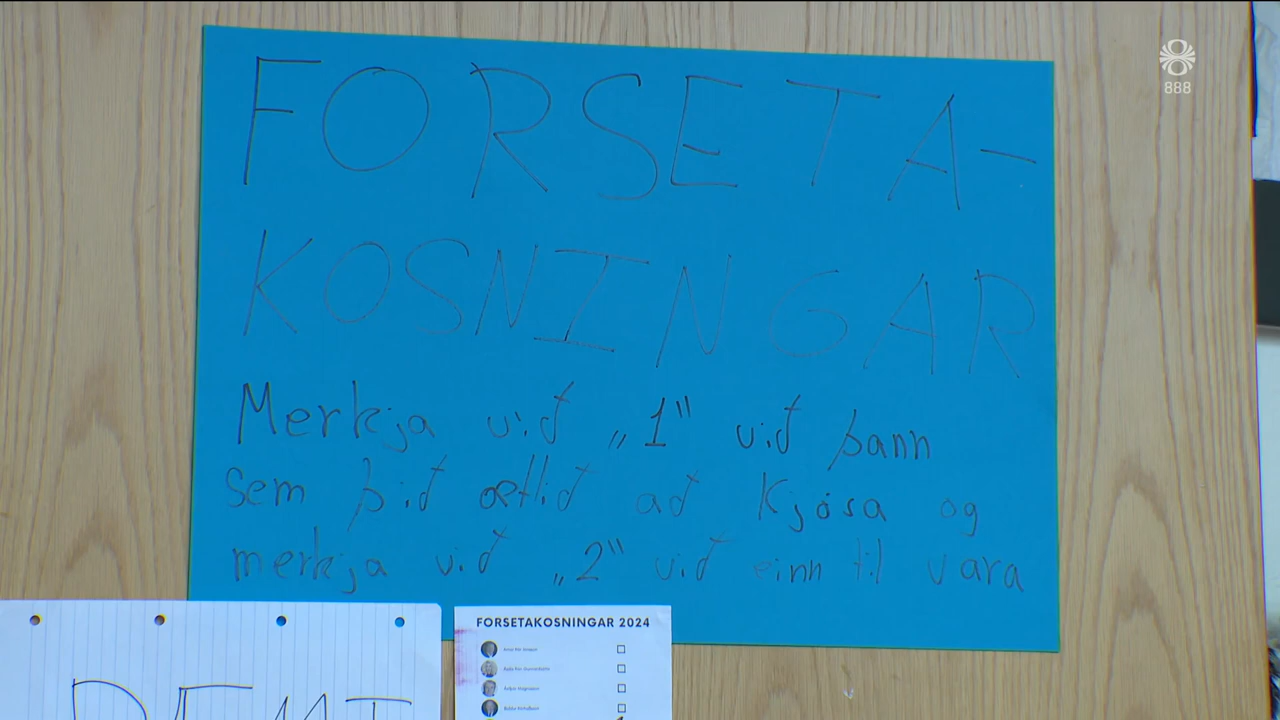 888
FORSETA-
KOSNINGAR
Merkja við „1" við þann
sem þið ætlið að kjósa og
merkja við „2" við einn til vara
FORSETAKOSNINGAR 2024